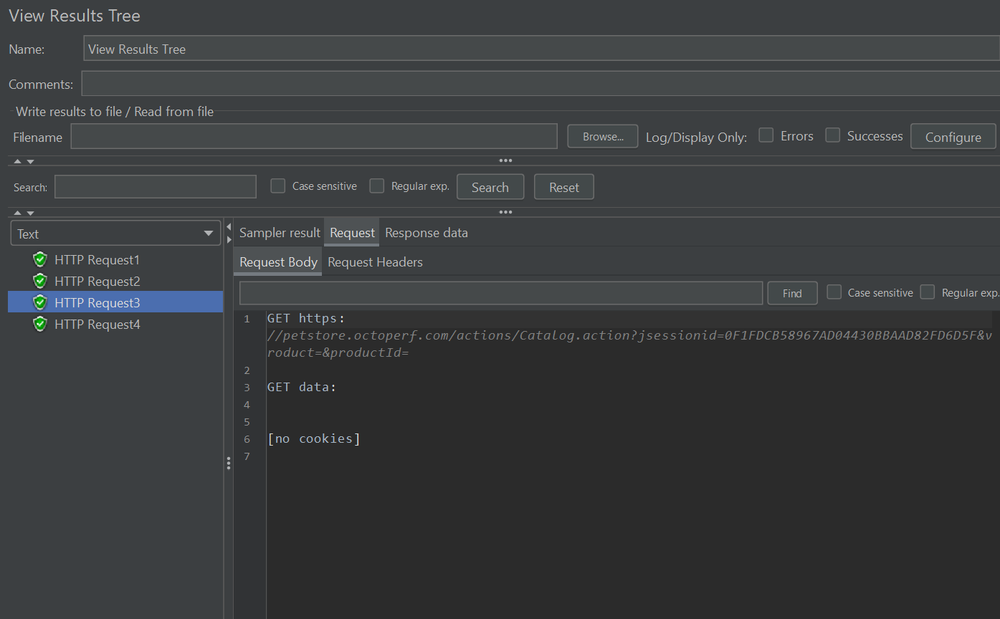 View Results Tree
Name: View Results Tree
Comments:
Write results to file / Read from file
Filename Browse... Log/Display Only: Errors Successes Configure
Search: Case sensitive Regular exp. Search Reset
Text
HTTP Request1
HTTP Request2
HTTP Request3
HTTP Request4
Sampler result Request Response data
Request Body Request Headers
Find Case sensitive Regular exp.
1 GET https:
//petstore.octoperf.com/actions/Catalog.action?jsessionid=0F1FDCB58967AD04430BBAAD82FD6D5F&v
roduct=&productId=
2
3 GET data:
4
5
6 [no cookies]
7